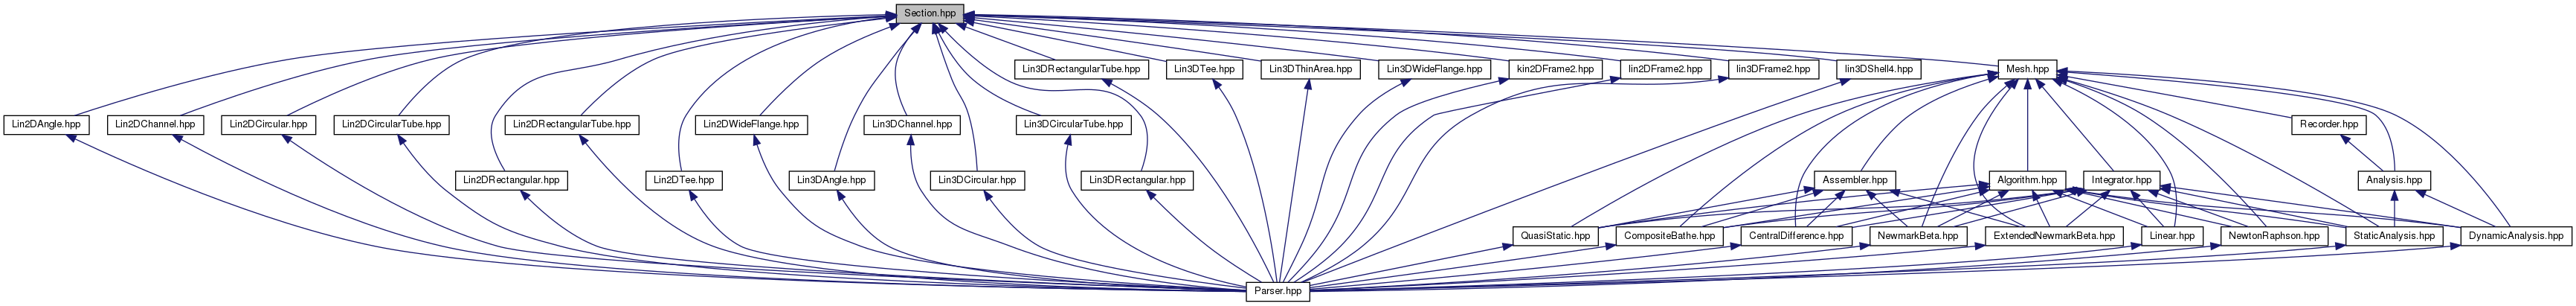 Section.hpp
Lin3DRectangularTube.hpp
Lin3DTee.hpp
Lin3DThinArea.hpp
Lin3DWideFlange.hpp
kin2DFrame2.hpp
lin2DFrame2.hpp
lin3DFrame2.hpp
lin3DShell4.hpp
Mesh.hpp
Lin2DAngle.hpp
Lin2DChannel.hpp
Lin2DCircular.hpp
Lin2DCircularTube.hpp
Lin2DRectangularTube.hpp
Lin2DWideFlange.hpp
Lin3DChannel.hpp
Lin3DCircularTube.hpp
Recorder.hpp
Lin2DRectangular.hpp
Lin2DTee.hpp
Lin3DAngle.hpp
Lin3DCircular.hpp
Lin3DRectangular.hpp
Assembler.hpp
Algorithm.hpp
Integrator.hpp
Analysis.hpp
QuasiStatic.hpp
CompositeBathe.hpp
CentralDifference.hpp
NewmarkBeta.hpp
ExtendedNewmarkBeta.hpp
Linear.hpp
NewtonRaphson.hpp
StaticAnalysis.hpp
DynamicAnalysis.hpp
Parser.hpp